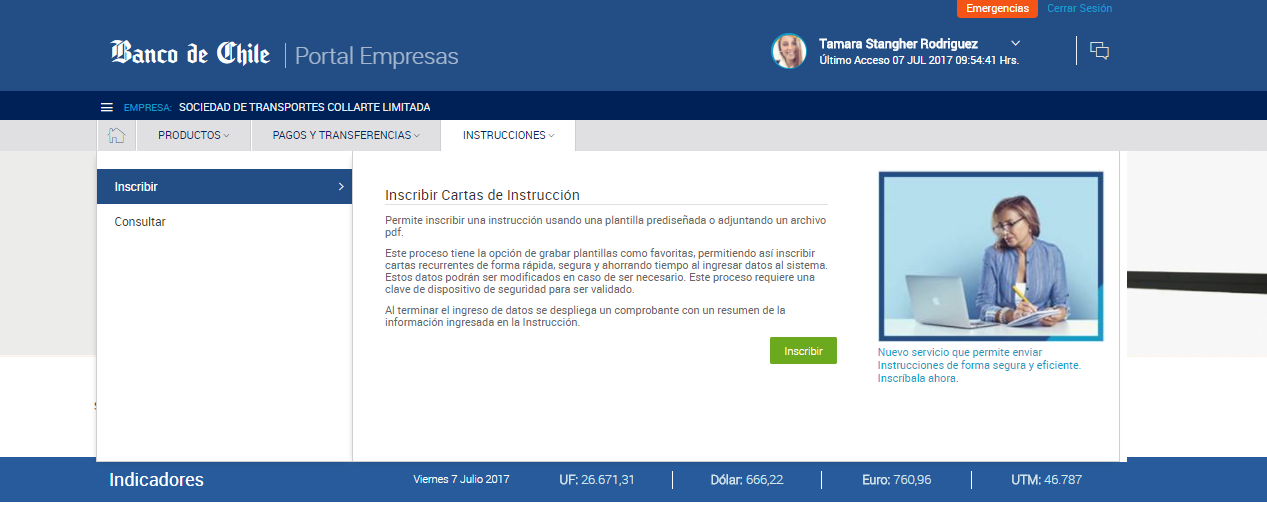 Emergencias Cerrar Sesión
Banco de Chile Portal Empresas
Tamara Stangher Rodriguez
Último Acceso 07 JUL 2017 09:54:41 Hrs.
EMPRESA: SOCIEDAD DE TRANSPORTES COLLARTE LIMITADA
PRODUCTOS PAGOS Y TRANSFERENCIAS INSTRUCCIONES
Inscribir
Consultar
Inscribir Cartas de Instrucción
Permite inscribir una instrucción usando una plantilla prediseñada o adjuntando un archivo
pdf.
Este proceso tiene la opción de grabar plantillas como favoritas, permitiendo así inscribir
cartas recurrentes de forma rápida, segura y ahorrando tiempo al ingresar datos al sistema.
Estos datos podrán ser modificados en caso de ser necesario. Este proceso requiere una
clave de dispositivo de seguridad para ser validado.
Al terminar el ingreso de datos se despliega un comprobante con un resumen de la
información ingresada en la Instrucción.
Inscribir
Nuevo servicio que permite enviar
Instrucciones de forma segura y eficiente.
Inscríbala ahora.
Indicadores Viernes 7 Julio 2017 UF: 26.671,31 Dólar: 666,22 Euro: 760,96 UTM: 46.787